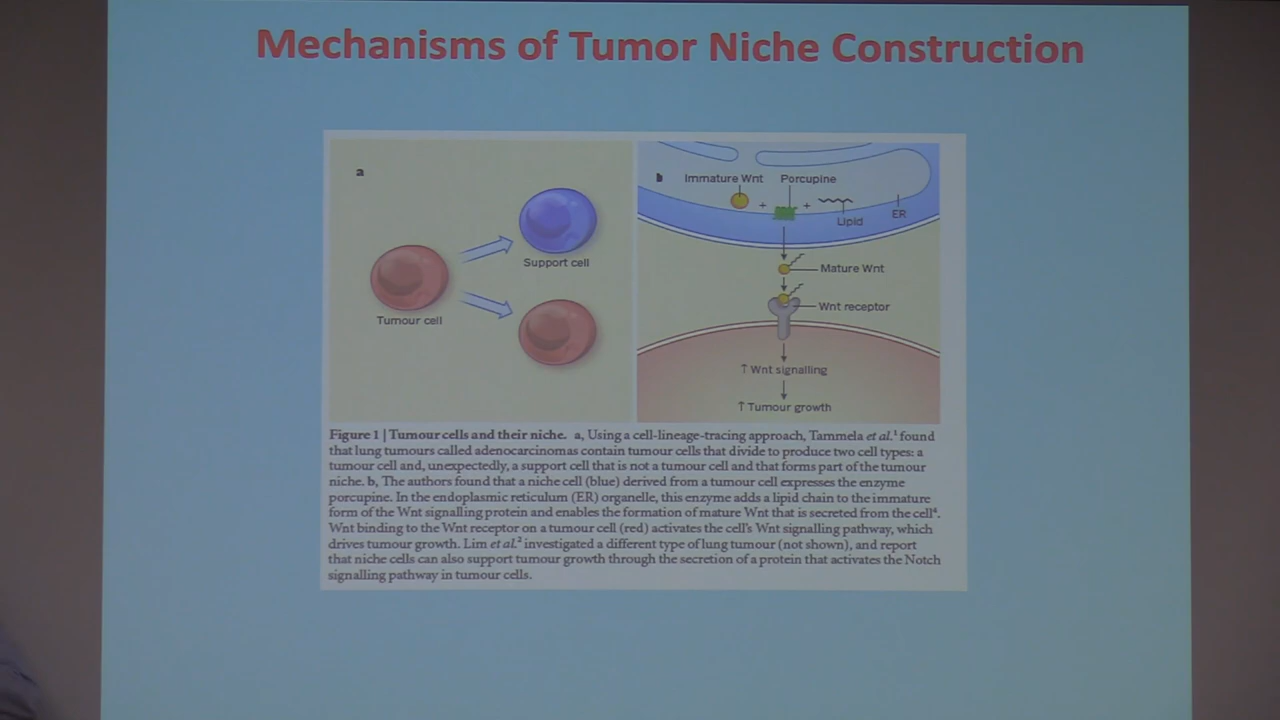 Mechanisms of Tumor Niche Construction
a
Support cell
Tumour cell
b
Immature Wnt
Porcupine
+
+
Lipid
ER
Mature Wnt
Wnt receptor
↑ Wnt signalling
↑ Tumour growth
Figure 1 | Tumour cells and their niche. a, Using a cell-lineage-tracing approach, Tammela et al.¹ found
that lung tumours called adenocarcinomas contain tumour cells that divide to produce two cell types: a
tumour cell and, unexpectedly, a support cell that is not a tumour cell and that forms part of the tumour
niche. b, The authors found that a niche cell (blue) derived from a tumour cell expresses the enzyme
porcupine. In the endoplasmic reticulum (ER) organelle, this enzyme adds a lipid chain to the immature
form of the Wnt signalling protein and enables the formation of mature Wnt that is secreted from the cell⁴.
Wnt binding to the Wnt receptor on a tumour cell (red) activates the cell's Wnt signalling pathway, which
drives tumour growth. Lim et al.² investigated a different type of lung tumour (not shown), and report
that niche cells can also support tumour growth through the secretion of a protein that activates the Notch
signalling pathway in tumour cells.